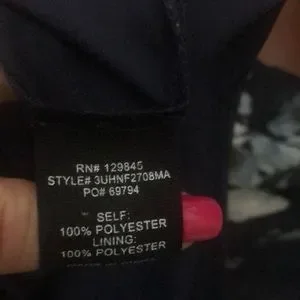 RN# 129845
STYLE# 3UHNF2708MA
PO# 69794
SELF:
100% POLYESTER
LINING:
100% POLYESTER